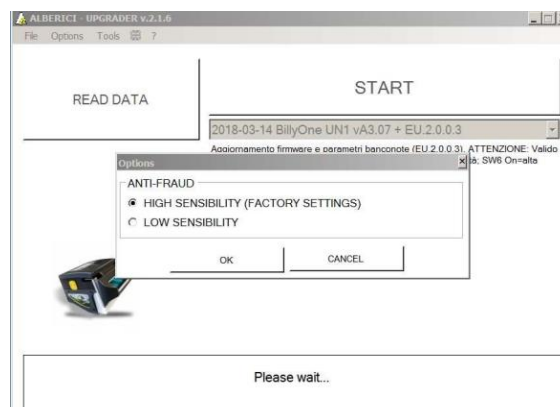 ALBERICI - UPGRADER v.2.1.6
File Options Tools ?
READ DATA
START
2018-03-14 BillyOne UN1 vA3.07 + EU.2.0.0.3
Aggiornamento firmware e parametri banconote (EU.2.0.0.3). ATTENZIONE: Valido
SW6 On=alta
Options
ANTI-FRAUD
HIGH SENSIBILITY (FACTORY SETTINGS)
LOW SENSIBILITY
OK CANCEL
Please wait...